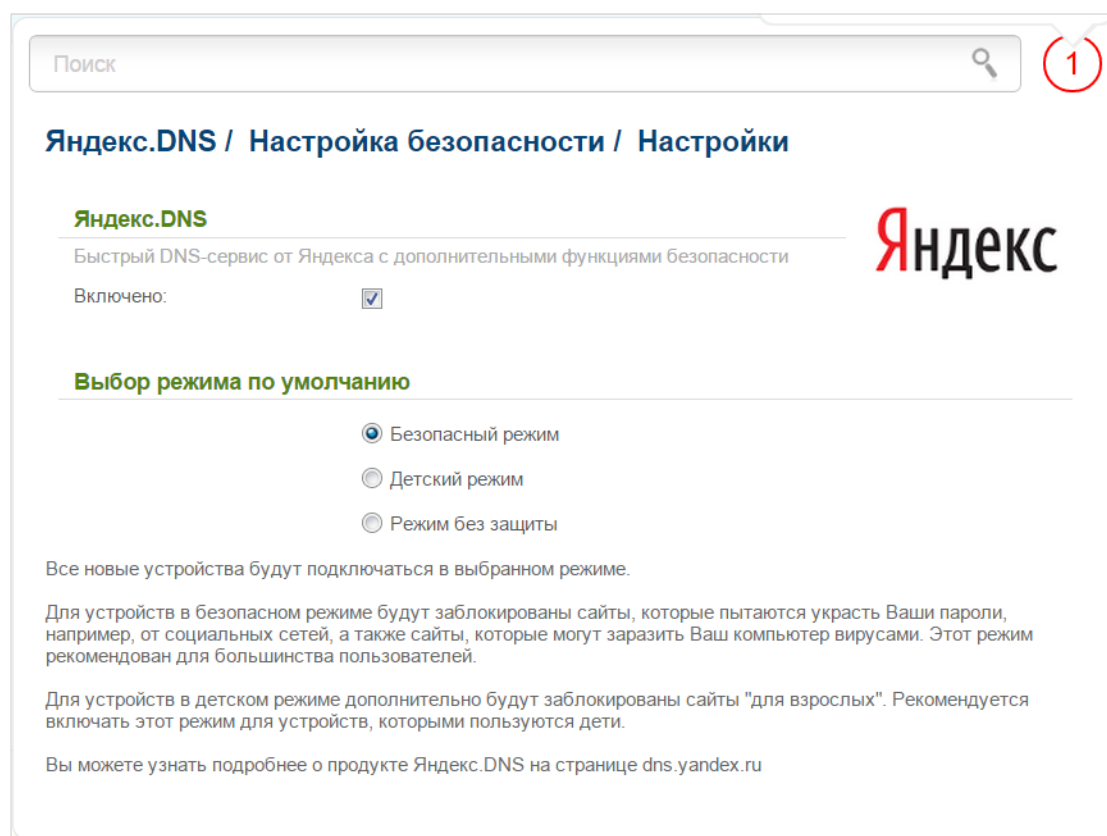 Поиск
1
Яндекс.DNS / Настройка безопасности / Настройки
Яндекс.DNS
Яндекс
Быстрый DNS-сервис от Яндекса с дополнительными функциями безопасности
Включено:
Выбор режима по умолчанию
Безопасный режим
Детский режим
Режим без защиты
Все новые устройства будут подключаться в выбранном режиме.
Для устройств в безопасном режиме будут заблокированы сайты, которые пытаются украсть Ваши пароли,
например, от социальных сетей, а также сайты, которые могут заразить Ваш компьютер вирусами. Этот режим
рекомендован для большинства пользователей.
Для устройств в детском режиме дополнительно будут заблокированы сайты "для взрослых". Рекомендуется
включать этот режим для устройств, которыми пользуются дети.
Вы можете узнать подробнее о продукте Яндекс.DNS на странице dns.yandex.ru